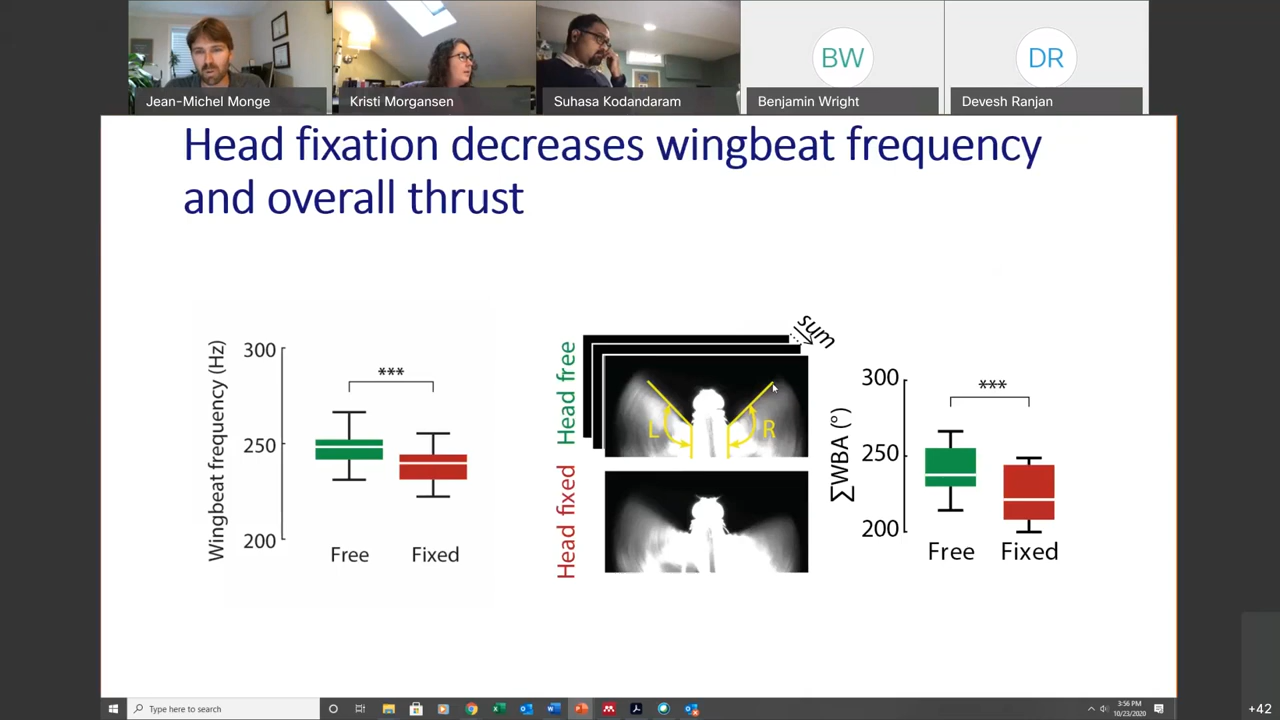 BW
DR
Jean-Michel Monge
Kristi Morgansen
Suhasa Kodandaram
Benjamin Wright
Devesh Ranjan
Head fixation decreases wingbeat frequency
and overall thrust
Wingbeat frequency (Hz)
300
250
200
***
Free
Fixed
Head free
Head fixed
sum
L
R
∑WBA (°)
300
250
200
***
Free
Fixed
Type here to search
3:56 PM
10/23/2020
+42